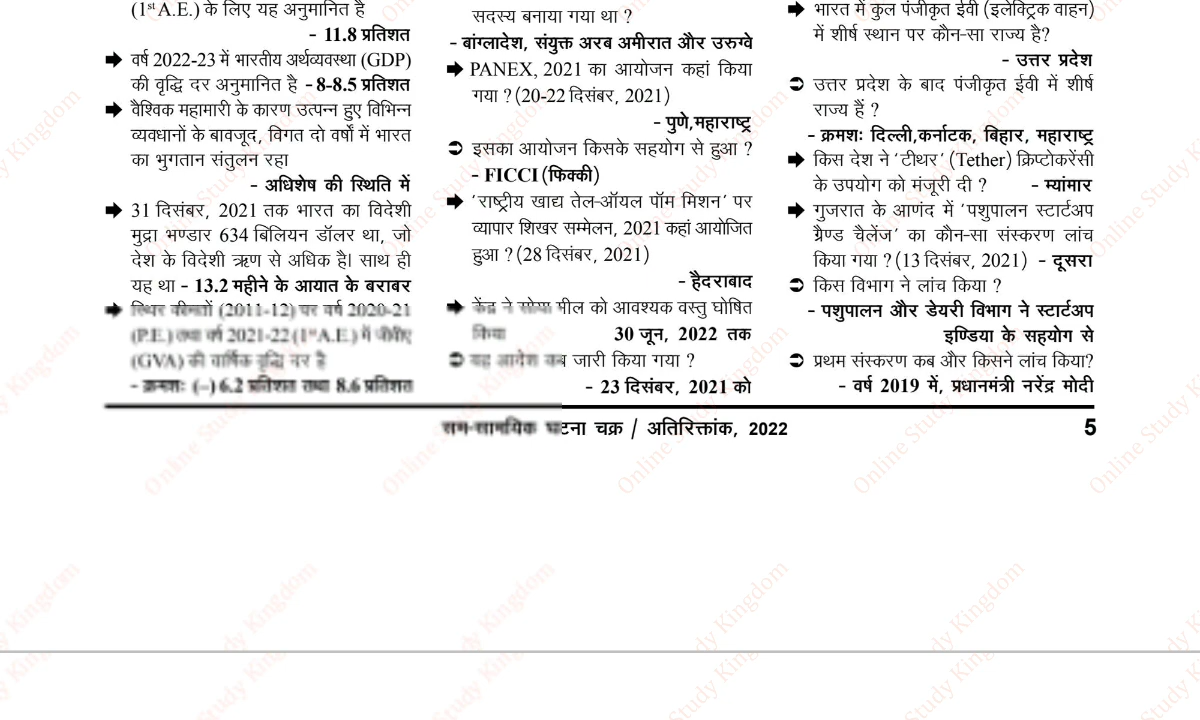 (1st A.E.) के लिए यह अनुमानित है
- 11.8 प्रतिशत
➡ वर्ष 2022-23 में भारतीय अर्थव्यवस्था (GDP)
की वृद्धि दर अनुमानित है - 8-8.5 प्रतिशत
➡ वैश्विक महामारी के कारण उत्पन्न हुए विभिन्न
व्यवधानों के बावजूद, विगत दो वर्षों में भारत
का भुगतान संतुलन रहा
- अधिशेष की स्थिति में
➡ 31 दिसंबर, 2021 तक भारत का विदेशी
मुद्रा भण्डार 634 बिलियन डॉलर था, जो
देश के विदेशी ऋण से अधिक है। साथ ही
यह था - 13.2 महीने के आयात के बराबर
➡ स्थिर कीमतों (2011-12) पर वर्ष 2020-21
(P.E.) तथा वर्ष 2021-22 (1st A.E.) में
(GVA) की वार्षिक वृद्धि दर है
- क्रमशः (–) 6.2 प्रतिशत तथा 8.6 प्रतिशत
सदस्य बनाया गया था ?
- बांग्लादेश, संयुक्त अरब अमीरात और उरुग्वे
➡ PANEX, 2021 का आयोजन कहां किया
गया ? (20-22 दिसंबर, 2021)
- पुणे,महाराष्ट्र
➲ इसका आयोजन किसके सहयोग से हुआ ?
- FICCI (फिक्की)
➡ 'राष्ट्रीय खाद्य तेल-ऑयल पॉम मिशन' पर
व्यापार शिखर सम्मेलन, 2021 कहां आयोजित
हुआ ? (28 दिसंबर, 2021)
- हैदराबाद
➡ केंद्र ने सोया मील को आवश्यक वस्तु घोषित
किया 30 जून, 2022 तक
➲ यह आदेश कब जारी किया गया ?
- 23 दिसंबर, 2021 को
➡ भारत में कुल पंजीकृत ईवी (इलेक्ट्रिक वाहन)
में शीर्ष स्थान पर कौन-सा राज्य है?
- उत्तर प्रदेश
➲ उत्तर प्रदेश के बाद पंजीकृत ईवी में शीर्ष
राज्य हैं ?
- क्रमशः दिल्ली,कर्नाटक, बिहार, महाराष्ट्र
➡ किस देश ने 'टीथर' (Tether) क्रिप्टोकरेंसी
के उपयोग को मंजूरी दी ? - म्यांमार
➡ गुजरात के आणंद में 'पशुपालन स्टार्टअप
ग्रैण्ड चैलेंज' का कौन-सा संस्करण लांच
किया गया ? (13 दिसंबर, 2021) - दूसरा
➲ किस विभाग ने लांच किया ?
- पशुपालन और डेयरी विभाग ने स्टार्टअप
इण्डिया के सहयोग से
➲ प्रथम संस्करण कब और किसने लांच किया?
- वर्ष 2019 में, प्रधानमंत्री नरेंद्र मोदी
सम-सामयिक घटना चक्र / अतिरिक्तांक, 2022
5
Online Study Kingdom